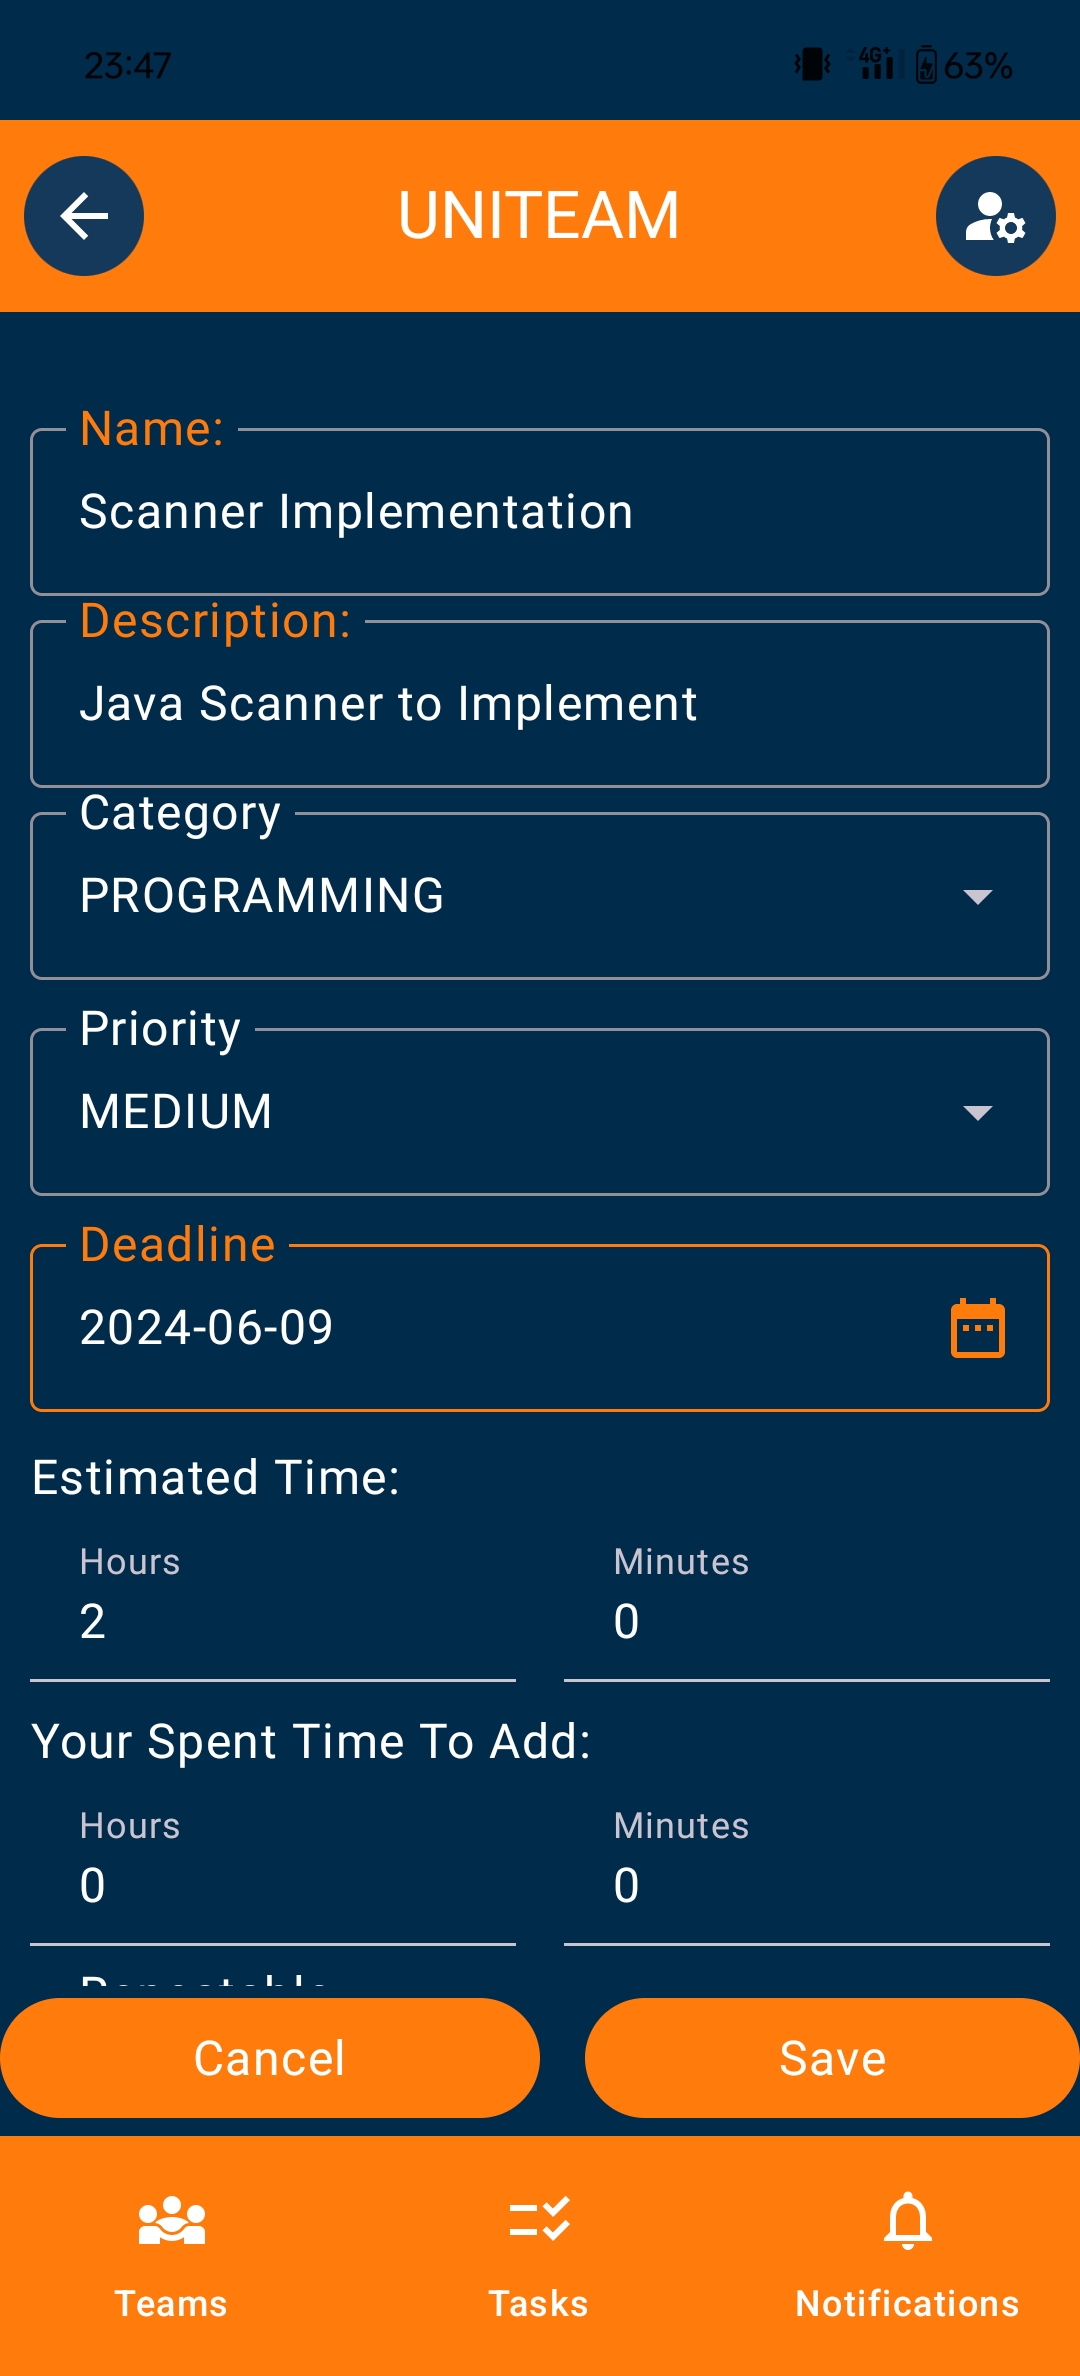 23:47 4G+ 63%
UNITEAM
Name:
Scanner Implementation
Description:
Java Scanner to Implement
Category
PROGRAMMING
Priority
MEDIUM
Deadline
2024-06-09
Estimated Time:
Hours Minutes
2 0
Your Spent Time To Add:
Hours Minutes
0 0
Repeatable
Cancel Save
Teams Tasks Notifications